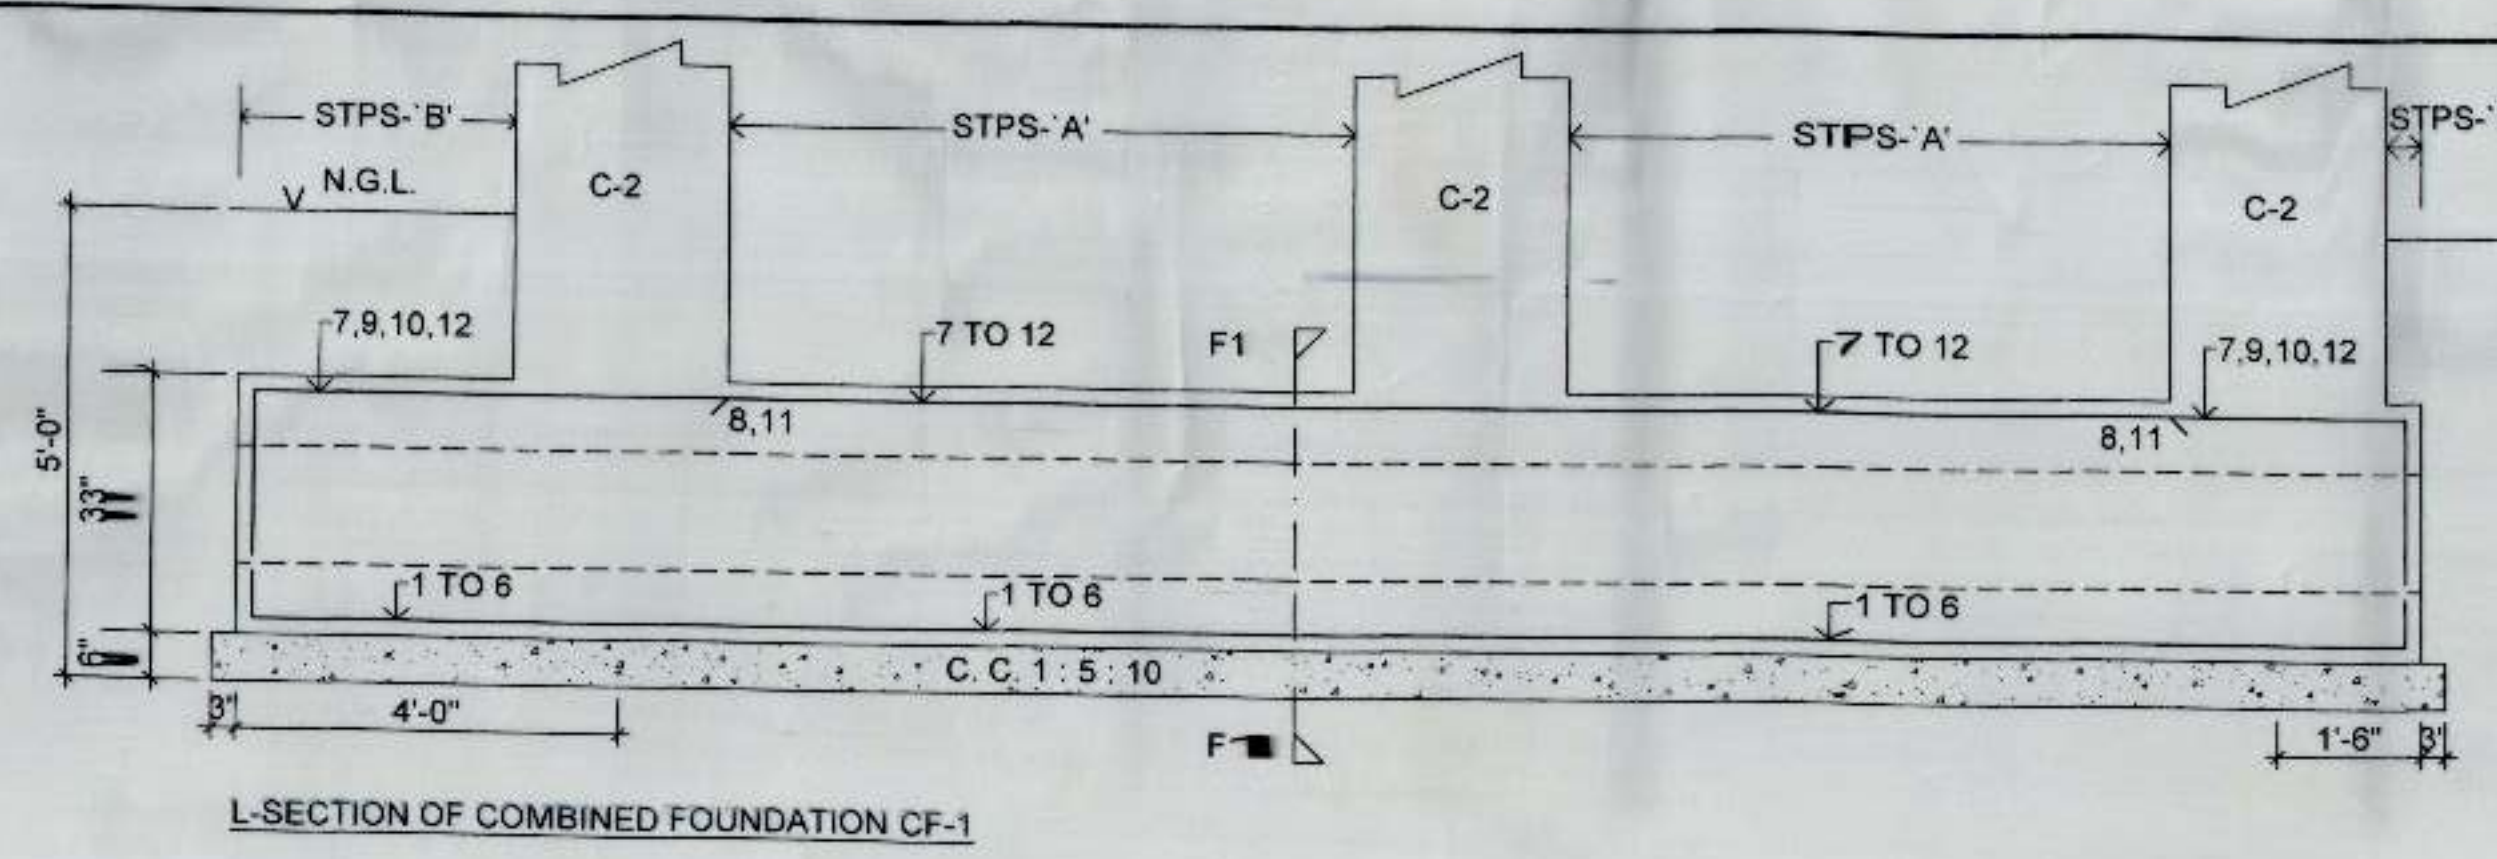 STPS-`B'
STPS-`A'
STPS-`A'
STPS-`
N.G.L.
C-2
C-2
C-2
7,9,10,12
7 TO 12
F1
7 TO 12
7,9,10,12
8,11
8,11
5'-0"
33"
1 TO 6
1 TO 6
1 TO 6
6"
C. C. 1 : 5 : 10
3"
4'-0"
F
1'-6"
3'
L-SECTION OF COMBINED FOUNDATION CF-1